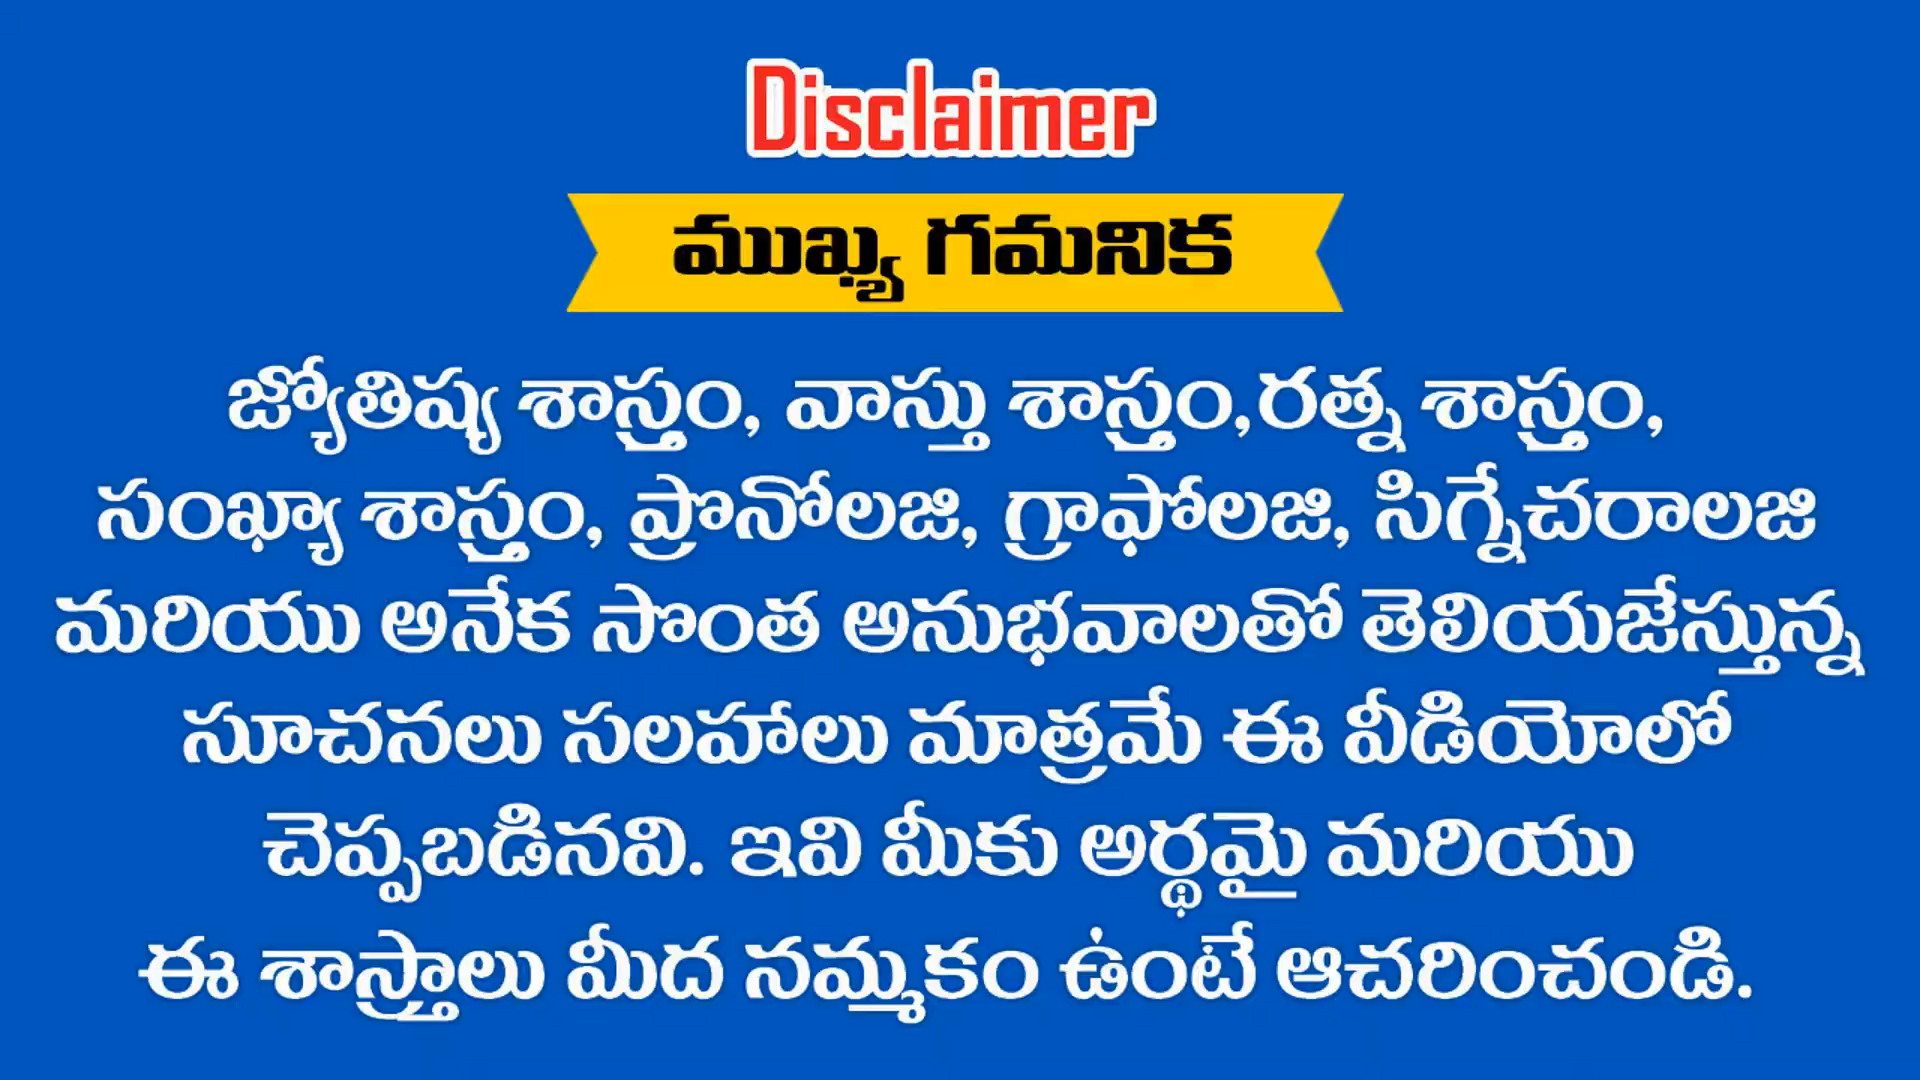 Disclaimer
ముఖ్య గమనిక
జ్యోతిష్య శాస్త్రం, వాస్తు శాస్త్రం,రత్న శాస్త్రం,
సంఖ్యా శాస్త్రం, ప్రొనోలజి, గ్రాఫోలజి, సిగ్నేచరాలజి
మరియు అనేక సొంత అనుభవాలతో తెలియజేస్తున్న
సూచనలు సలహాలు మాత్రమే ఈ వీడియోలో
చెప్పబడినవి. ఇవి మీకు అర్థమై మరియు
ఈ శాస్త్రాలు మీద నమ్మకం ఉంటే ఆచరించండి.